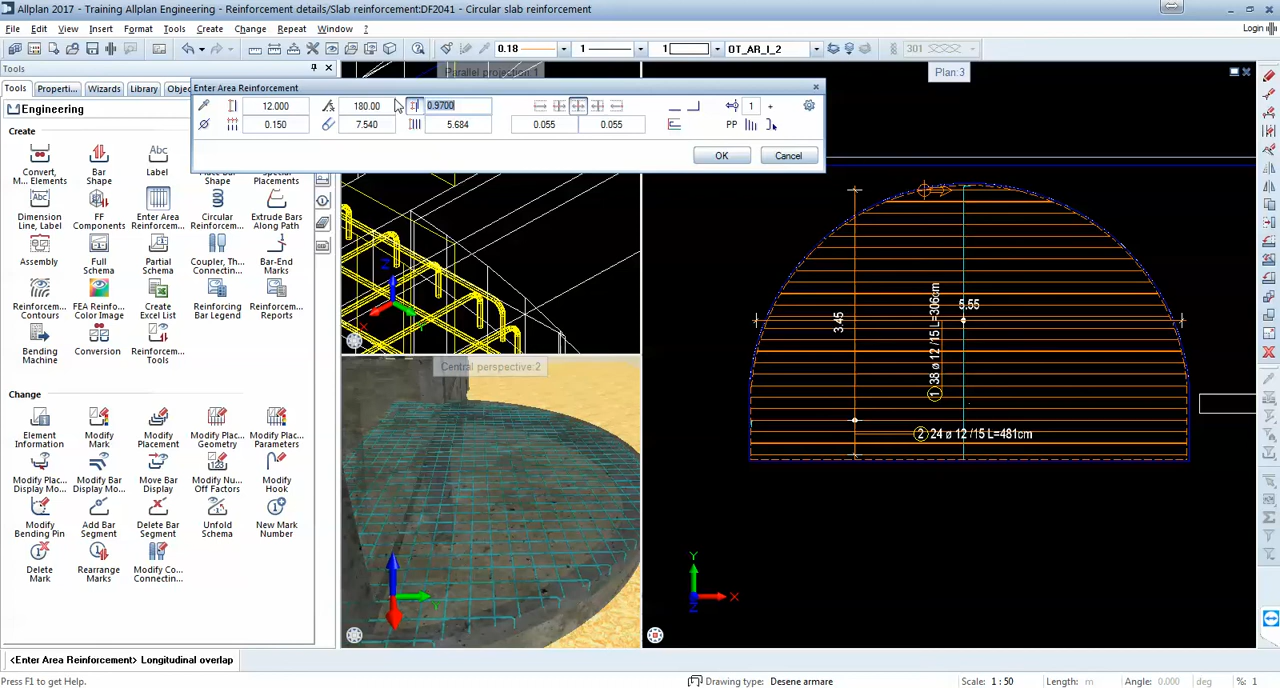 Allplan 2017 - Training Allplan Engineering - Reinforcement details/Slab reinforcement:DF2041 - Circular slab reinforcement
File Edit View Insert Format Tools Create Change Repeat Window ?
Login
0.18 1 1 OT_AR_I_2 301
Tools
Parallel projection:1
Plan:3
Tools Properti... Wizards Library Objec
Engineering
Enter Area Reinforcement
12.000 180.00 0.9700 1 +
0.150 7.540 5.684 0.055 0.055 PP
OK Cancel
Create
Convert, M... Elements
Bar Shape
Label
Place Bar Shape
Special Placements
Dimension Line, Label
FF Components
Enter Area Reinforcem...
Circular Reinforcem...
Extrude Bars Along Path
Assembly
Full Schema
Partial Schema
Coupler, Th... Connectin...
Bar-End Marks
Reinforcem... Contours
FEA Reinfo... Color Image
Create Excel List
Reinforcing Bar Legend
Reinforcem... Reports
Bending Machine
Conversion
Reinforcem... Tools
Change
Element Information
Modify Mark
Modify Placement
Modify Plac... Geometry
Modify Plac... Parameters
Modify Plac... Display Mo...
Modify Bar Display Mo...
Move Bar Display
Modify Nu... Off Factors
Modify Hook
Modify Bending Pin
Add Bar Segment
Delete Bar Segment
Unfold Schema
New Mark Number
Delete Mark
Rearrange Marks
Modify Co... Connectin...
Z
X
Y
Central perspective:2
Y
3.45
5.55
1 38 ø 12 /15 L=306cm
2 24 ø 12 /15 L=481cm
Y
Z X
<Enter Area Reinforcement> Longitudinal overlap
Press F1 to get Help.
Drawing type: Desene armare
Scale: 1 : 50
Length: m
Angle: 0.000 deg
%: 1